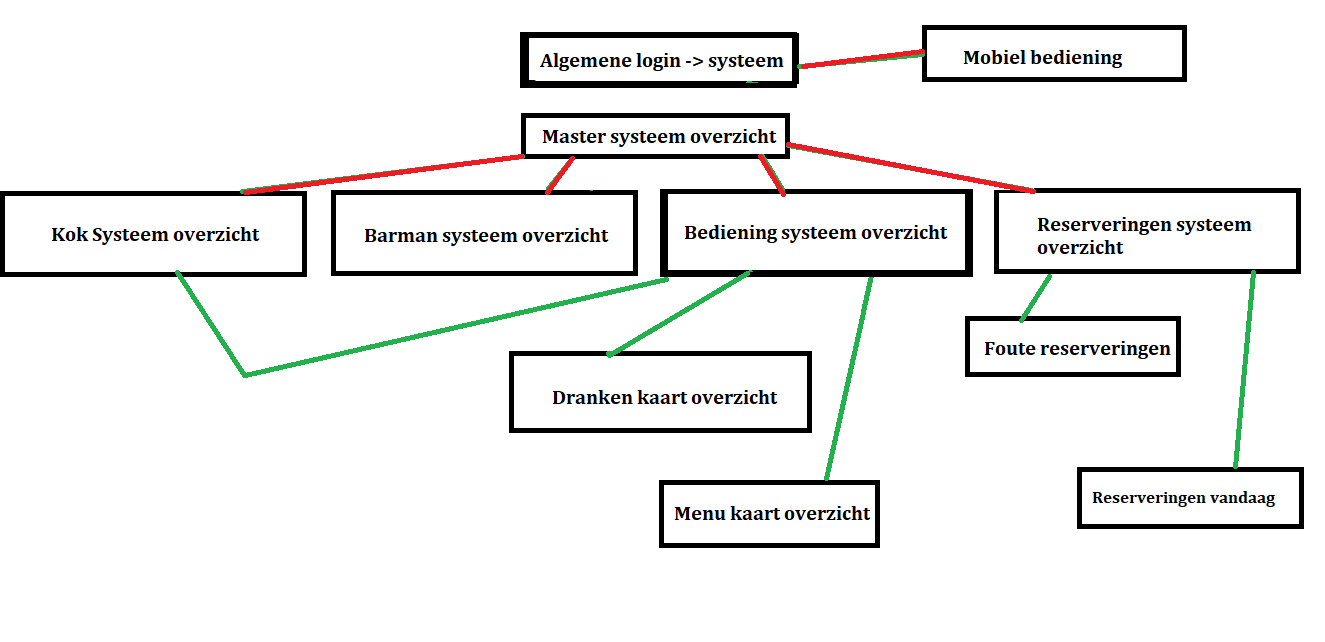 Algemene login -> systeem
Mobiel bediening
Master systeem overzicht
Kok Systeem overzicht
Barman systeem overzicht
Bediening systeem overzicht
Reserveringen systeem
overzicht
Foute reserveringen
Dranken kaart overzicht
Menu kaart overzicht
Reserveringen vandaag